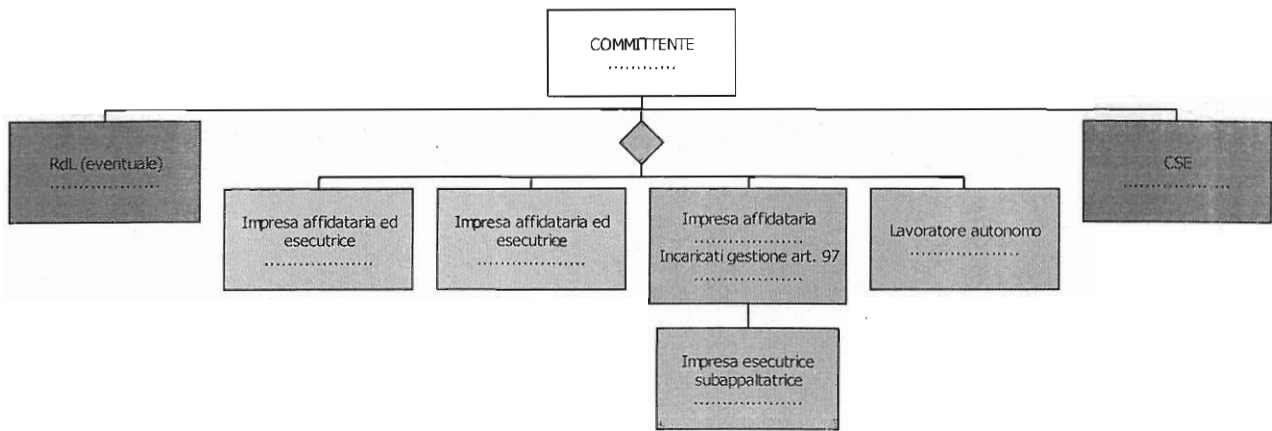 COMMITTENTE
............
RdL (eventuale)
..................
CSE
..................
Impresa affidataria ed
esecutrice
..................
Impresa affidataria ed
esecutrice
..................
Impresa affidataria
..................
Incaricati gestione art. 97
..................
Lavoratore autonomo
..................
Impresa esecutrice
subappaltatrice
..................